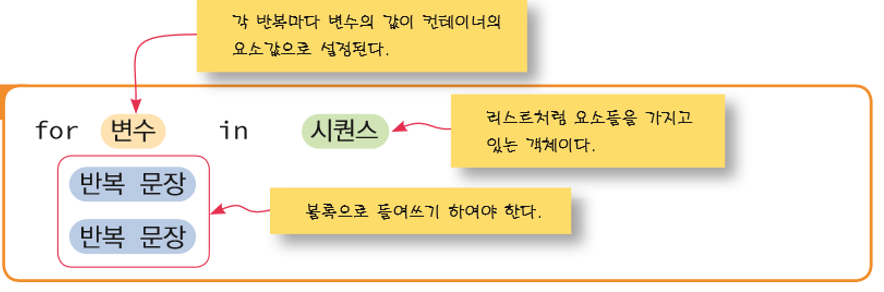 각 반복마다 변수의 값이 컨테이너의
요소값으로 설정된다.
for 변수 in 시퀀스
리스트처럼 요소들을 가지고
있는 객체이다.
반복 문장
블록으로 들여쓰기 하여야 한다.
반복 문장